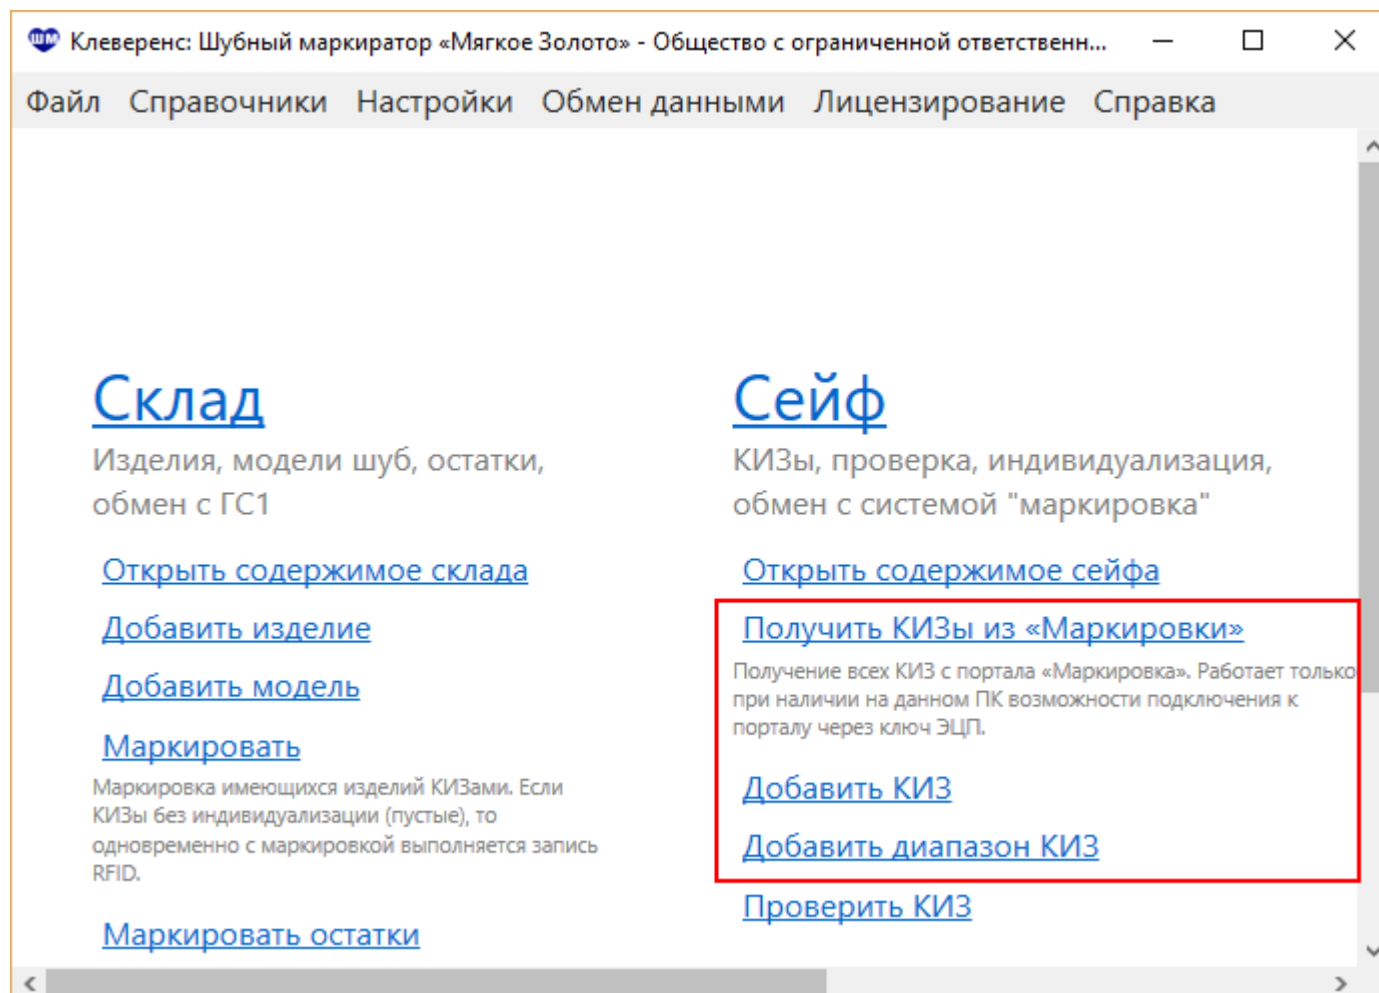 шм Клеверенс: Шубный маркиратор «Мягкое Золото» - Общество с ограниченной ответственн...
Файл Справочники Настройки Обмен данными Лицензирование Справка
Склад
Изделия, модели шуб, остатки,
обмен с ГС1
Открыть содержимое склада
Добавить изделие
Добавить модель
Маркировать
Маркировка имеющихся изделий КИЗами. Если
КИЗы без индивидуализации (пустые), то
одновременно с маркировкой выполняется запись
RFID.
Маркировать остатки
Сейф
КИЗы, проверка, индивидуализация,
обмен с системой "маркировка"
Открыть содержимое сейфа
Получить КИЗы из «Маркировки»
Получение всех КИЗ с портала «Маркировка». Работает только
при наличии на данном ПК возможности подключения к
порталу через ключ ЭЦП.
Добавить КИЗ
Добавить диапазон КИЗ
Проверить КИЗ